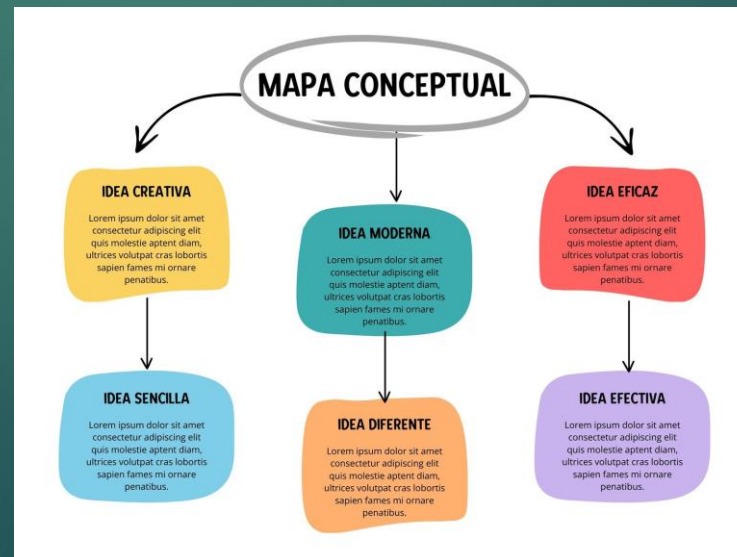 MAPA CONCEPTUAL
IDEA CREATIVA
Lorem ipsum dolor sit amet
consectetur adipiscing elit
quis molestie aptent diam,
ultrices volutpat cras lobortis
sapien fames mi ornare
penatibus.
IDEA MODERNA
Lorem ipsum dolor sit amet
consectetur adipiscing elit
quis molestie aptent diam,
ultrices volutpat cras lobortis
sapien fames mi ornare
penatibus.
IDEA EFICAZ
Lorem ipsum dolor sit amet
consectetur adipiscing elit
quis molestie aptent diam,
ultrices volutpat cras lobortis
sapien fames mi ornare
penatibus.
IDEA SENCILLA
Lorem ipsum dolor sit amet
consectetur adipiscing elit
quis molestie aptent diam,
ultrices volutpat cras lobortis
sapien fames mi ornare
penatibus.
IDEA DIFERENTE
Lorem ipsum dolor sit amet
consectetur adipiscing elit
quis molestie aptent diam,
ultrices volutpat cras lobortis
sapien fames mi ornare
penatibus.
IDEA EFECTIVA
Lorem ipsum dolor sit amet
consectetur adipiscing elit
quis molestie aptent diam,
ultrices volutpat cras lobortis
sapien fames mi ornare
penatibus.